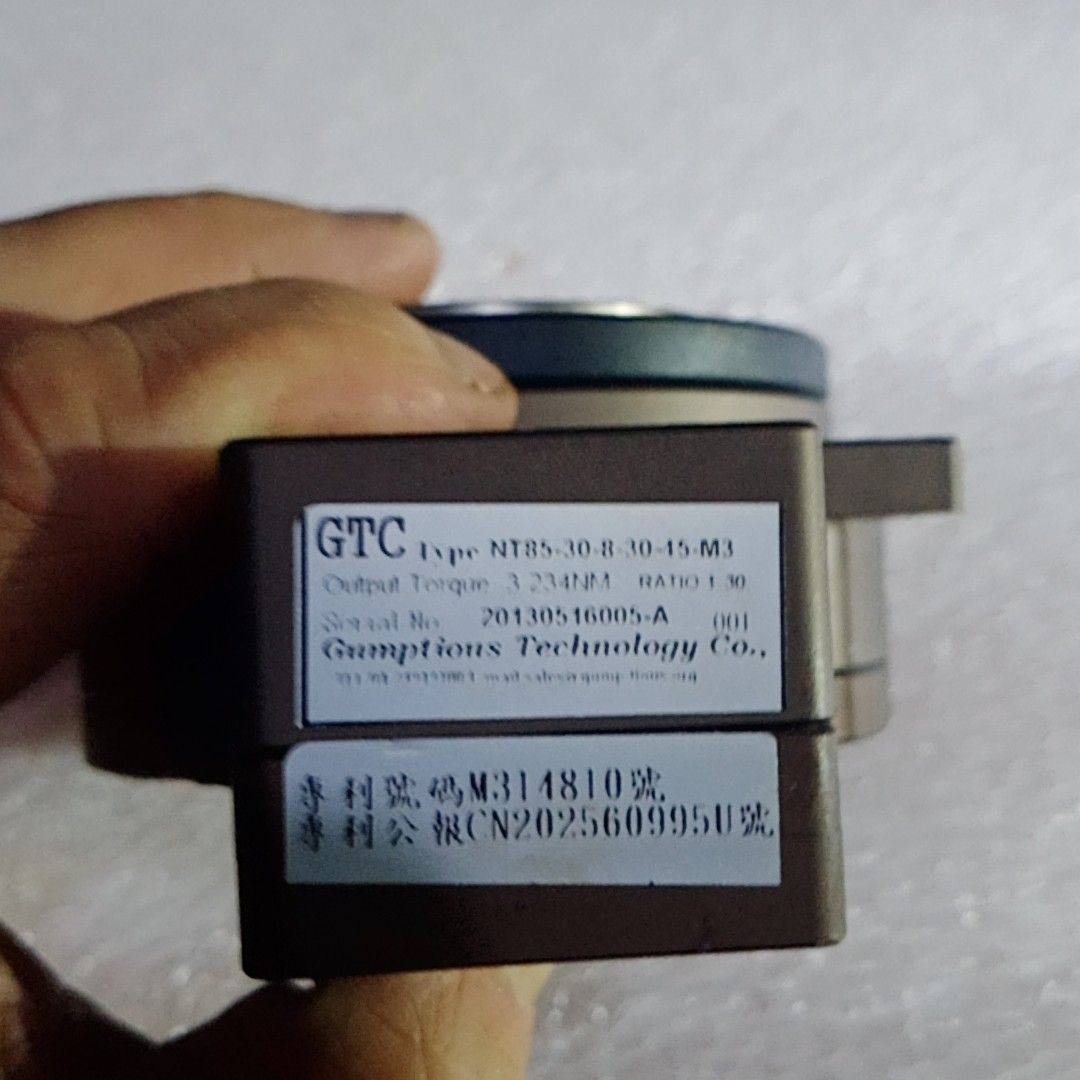 GTC Type NT85-30-8-30-45-M3
Output Torque 3.234NM RATIO 1:30
Serial No. 20130516005-A 001
Gumptious Technology Co.,
專利號碼M314810號
專利公報CN202560995U號